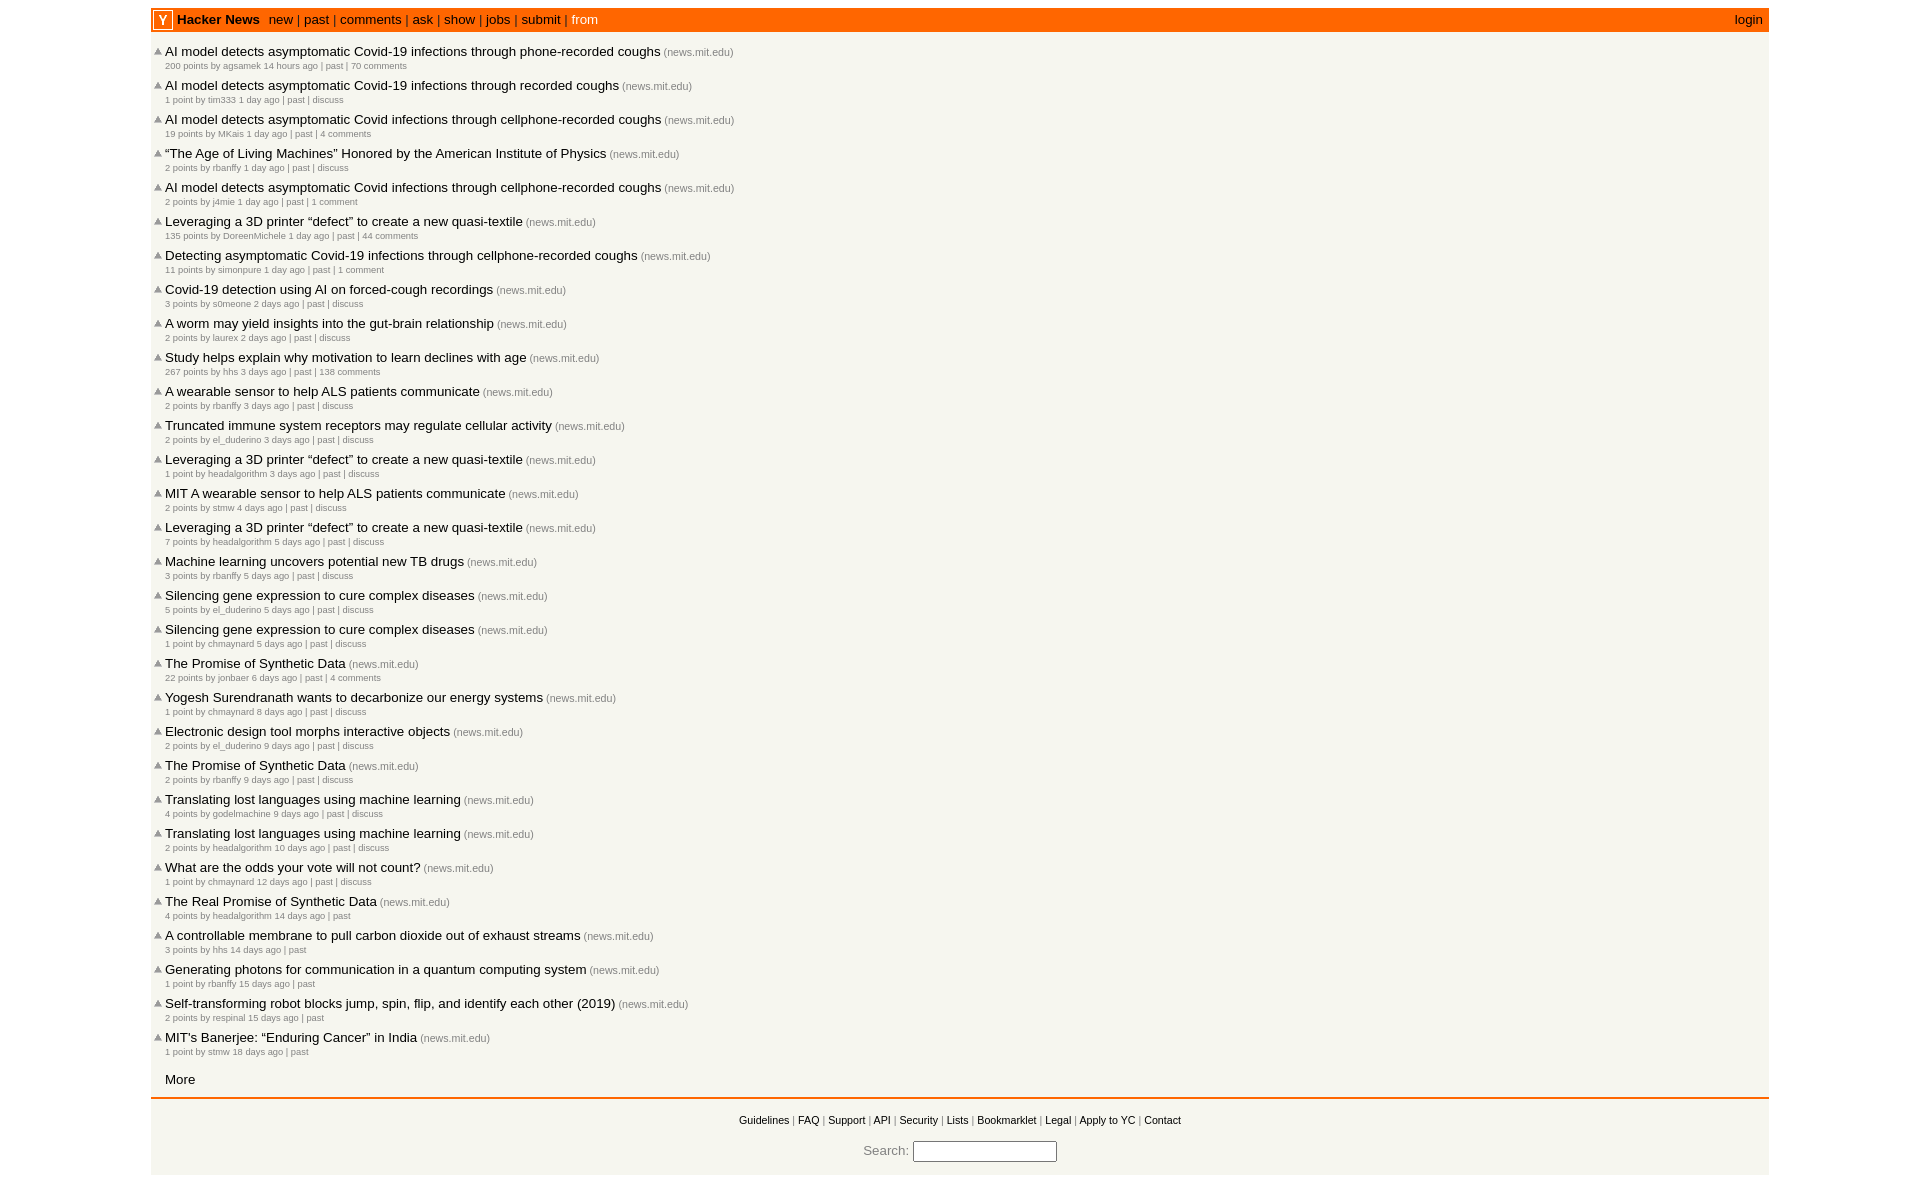 Y Hacker News new | past | comments | ask | show | jobs | submit | from login
AI model detects asymptomatic Covid-19 infections through phone-recorded coughs (news.mit.edu)
200 points by agsamek 14 hours ago | past | 70 comments
AI model detects asymptomatic Covid-19 infections through recorded coughs (news.mit.edu)
1 point by tim333 1 day ago | past | discuss
AI model detects asymptomatic Covid infections through cellphone-recorded coughs (news.mit.edu)
19 points by MKais 1 day ago | past | 4 comments
“The Age of Living Machines” Honored by the American Institute of Physics (news.mit.edu)
2 points by rbanffy 1 day ago | past | discuss
AI model detects asymptomatic Covid infections through cellphone-recorded coughs (news.mit.edu)
2 points by j4mie 1 day ago | past | 1 comment
Leveraging a 3D printer “defect” to create a new quasi-textile (news.mit.edu)
135 points by DoreenMichele 1 day ago | past | 44 comments
Detecting asymptomatic Covid-19 infections through cellphone-recorded coughs (news.mit.edu)
11 points by simonpure 1 day ago | past | 1 comment
Covid-19 detection using AI on forced-cough recordings (news.mit.edu)
3 points by s0meone 2 days ago | past | discuss
A worm may yield insights into the gut-brain relationship (news.mit.edu)
2 points by laurex 2 days ago | past | discuss
Study helps explain why motivation to learn declines with age (news.mit.edu)
267 points by hhs 3 days ago | past | 138 comments
A wearable sensor to help ALS patients communicate (news.mit.edu)
2 points by rbanffy 3 days ago | past | discuss
Truncated immune system receptors may regulate cellular activity (news.mit.edu)
2 points by el_duderino 3 days ago | past | discuss
Leveraging a 3D printer “defect” to create a new quasi-textile (news.mit.edu)
1 point by headalgorithm 3 days ago | past | discuss
MIT A wearable sensor to help ALS patients communicate (news.mit.edu)
2 points by stmw 4 days ago | past | discuss
Leveraging a 3D printer “defect” to create a new quasi-textile (news.mit.edu)
7 points by headalgorithm 5 days ago | past | discuss
Machine learning uncovers potential new TB drugs (news.mit.edu)
3 points by rbanffy 5 days ago | past | discuss
Silencing gene expression to cure complex diseases (news.mit.edu)
5 points by el_duderino 5 days ago | past | discuss
Silencing gene expression to cure complex diseases (news.mit.edu)
1 point by chmaynard 5 days ago | past | discuss
The Promise of Synthetic Data (news.mit.edu)
22 points by jonbaer 6 days ago | past | 4 comments
Yogesh Surendranath wants to decarbonize our energy systems (news.mit.edu)
1 point by chmaynard 8 days ago | past | discuss
Electronic design tool morphs interactive objects (news.mit.edu)
2 points by el_duderino 9 days ago | past | discuss
The Promise of Synthetic Data (news.mit.edu)
2 points by rbanffy 9 days ago | past | discuss
Translating lost languages using machine learning (news.mit.edu)
4 points by godelmachine 9 days ago | past | discuss
Translating lost languages using machine learning (news.mit.edu)
2 points by headalgorithm 10 days ago | past | discuss
What are the odds your vote will not count? (news.mit.edu)
1 point by chmaynard 12 days ago | past | discuss
The Real Promise of Synthetic Data (news.mit.edu)
4 points by headalgorithm 14 days ago | past
A controllable membrane to pull carbon dioxide out of exhaust streams (news.mit.edu)
3 points by hhs 14 days ago | past
Generating photons for communication in a quantum computing system (news.mit.edu)
1 point by rbanffy 15 days ago | past
Self-transforming robot blocks jump, spin, flip, and identify each other (2019) (news.mit.edu)
2 points by respinal 15 days ago | past
MIT's Banerjee: “Enduring Cancer” in India (news.mit.edu)
1 point by stmw 18 days ago | past
More
Guidelines | FAQ | Support | API | Security | Lists | Bookmarklet | Legal | Apply to YC | Contact
Search: